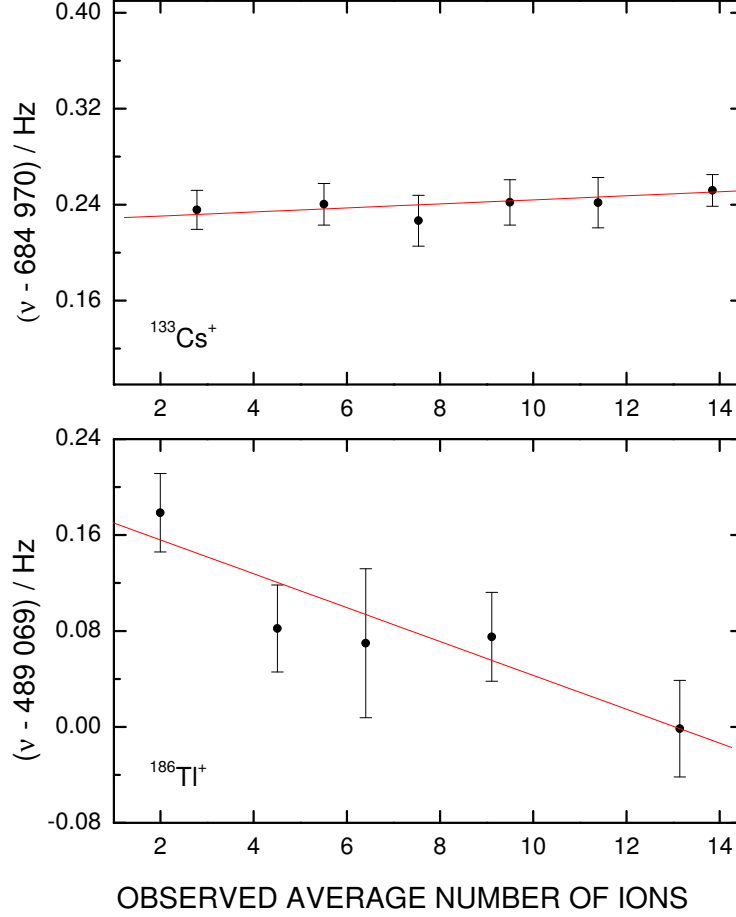 0.40
0.32
0.24
0.16
(ν - 684 970) / Hz
¹³³Cs⁺
2 4 6 8 10 12 14
0.24
0.16
0.08
0.00
-0.08
(ν - 489 069) / Hz
¹⁸⁶Tl⁺
2 4 6 8 10 12 14
OBSERVED AVERAGE NUMBER OF IONS